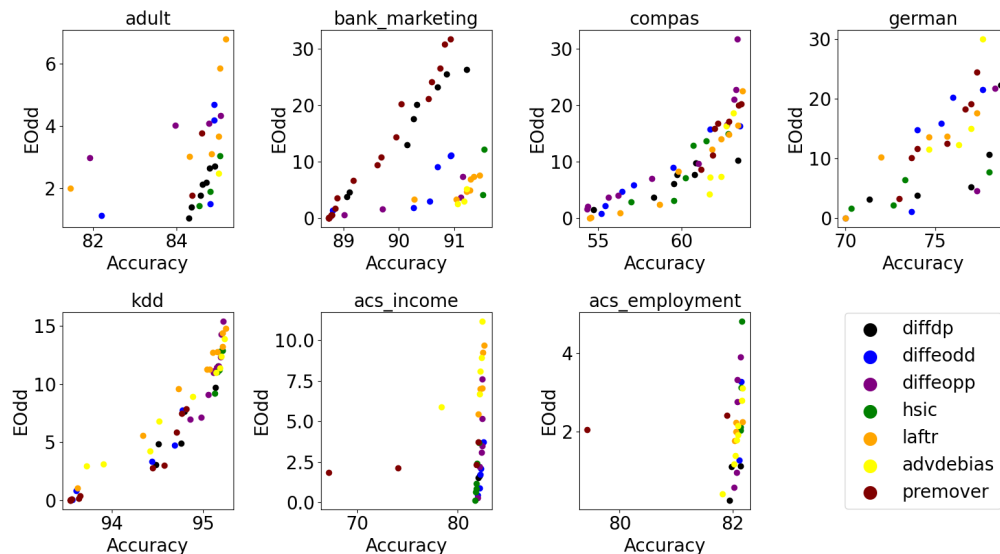 adult
6
4
2
EOdd
82
84
Accuracy
bank_marketing
30
20
10
0
EOdd
89
90
91
Accuracy
compas
40
30
20
10
0
EOdd
55
60
Accuracy
german
30
20
10
0
EOdd
70
75
Accuracy
kdd
15
10
5
0
EOdd
94
95
Accuracy
acs_income
10.0
7.5
5.0
2.5
0.0
EOdd
70
80
Accuracy
acs_employment
4
2
EOdd
80
82
Accuracy
diffdp
diffeodd
diffeopp
hsic
laftr
advdebias
premover